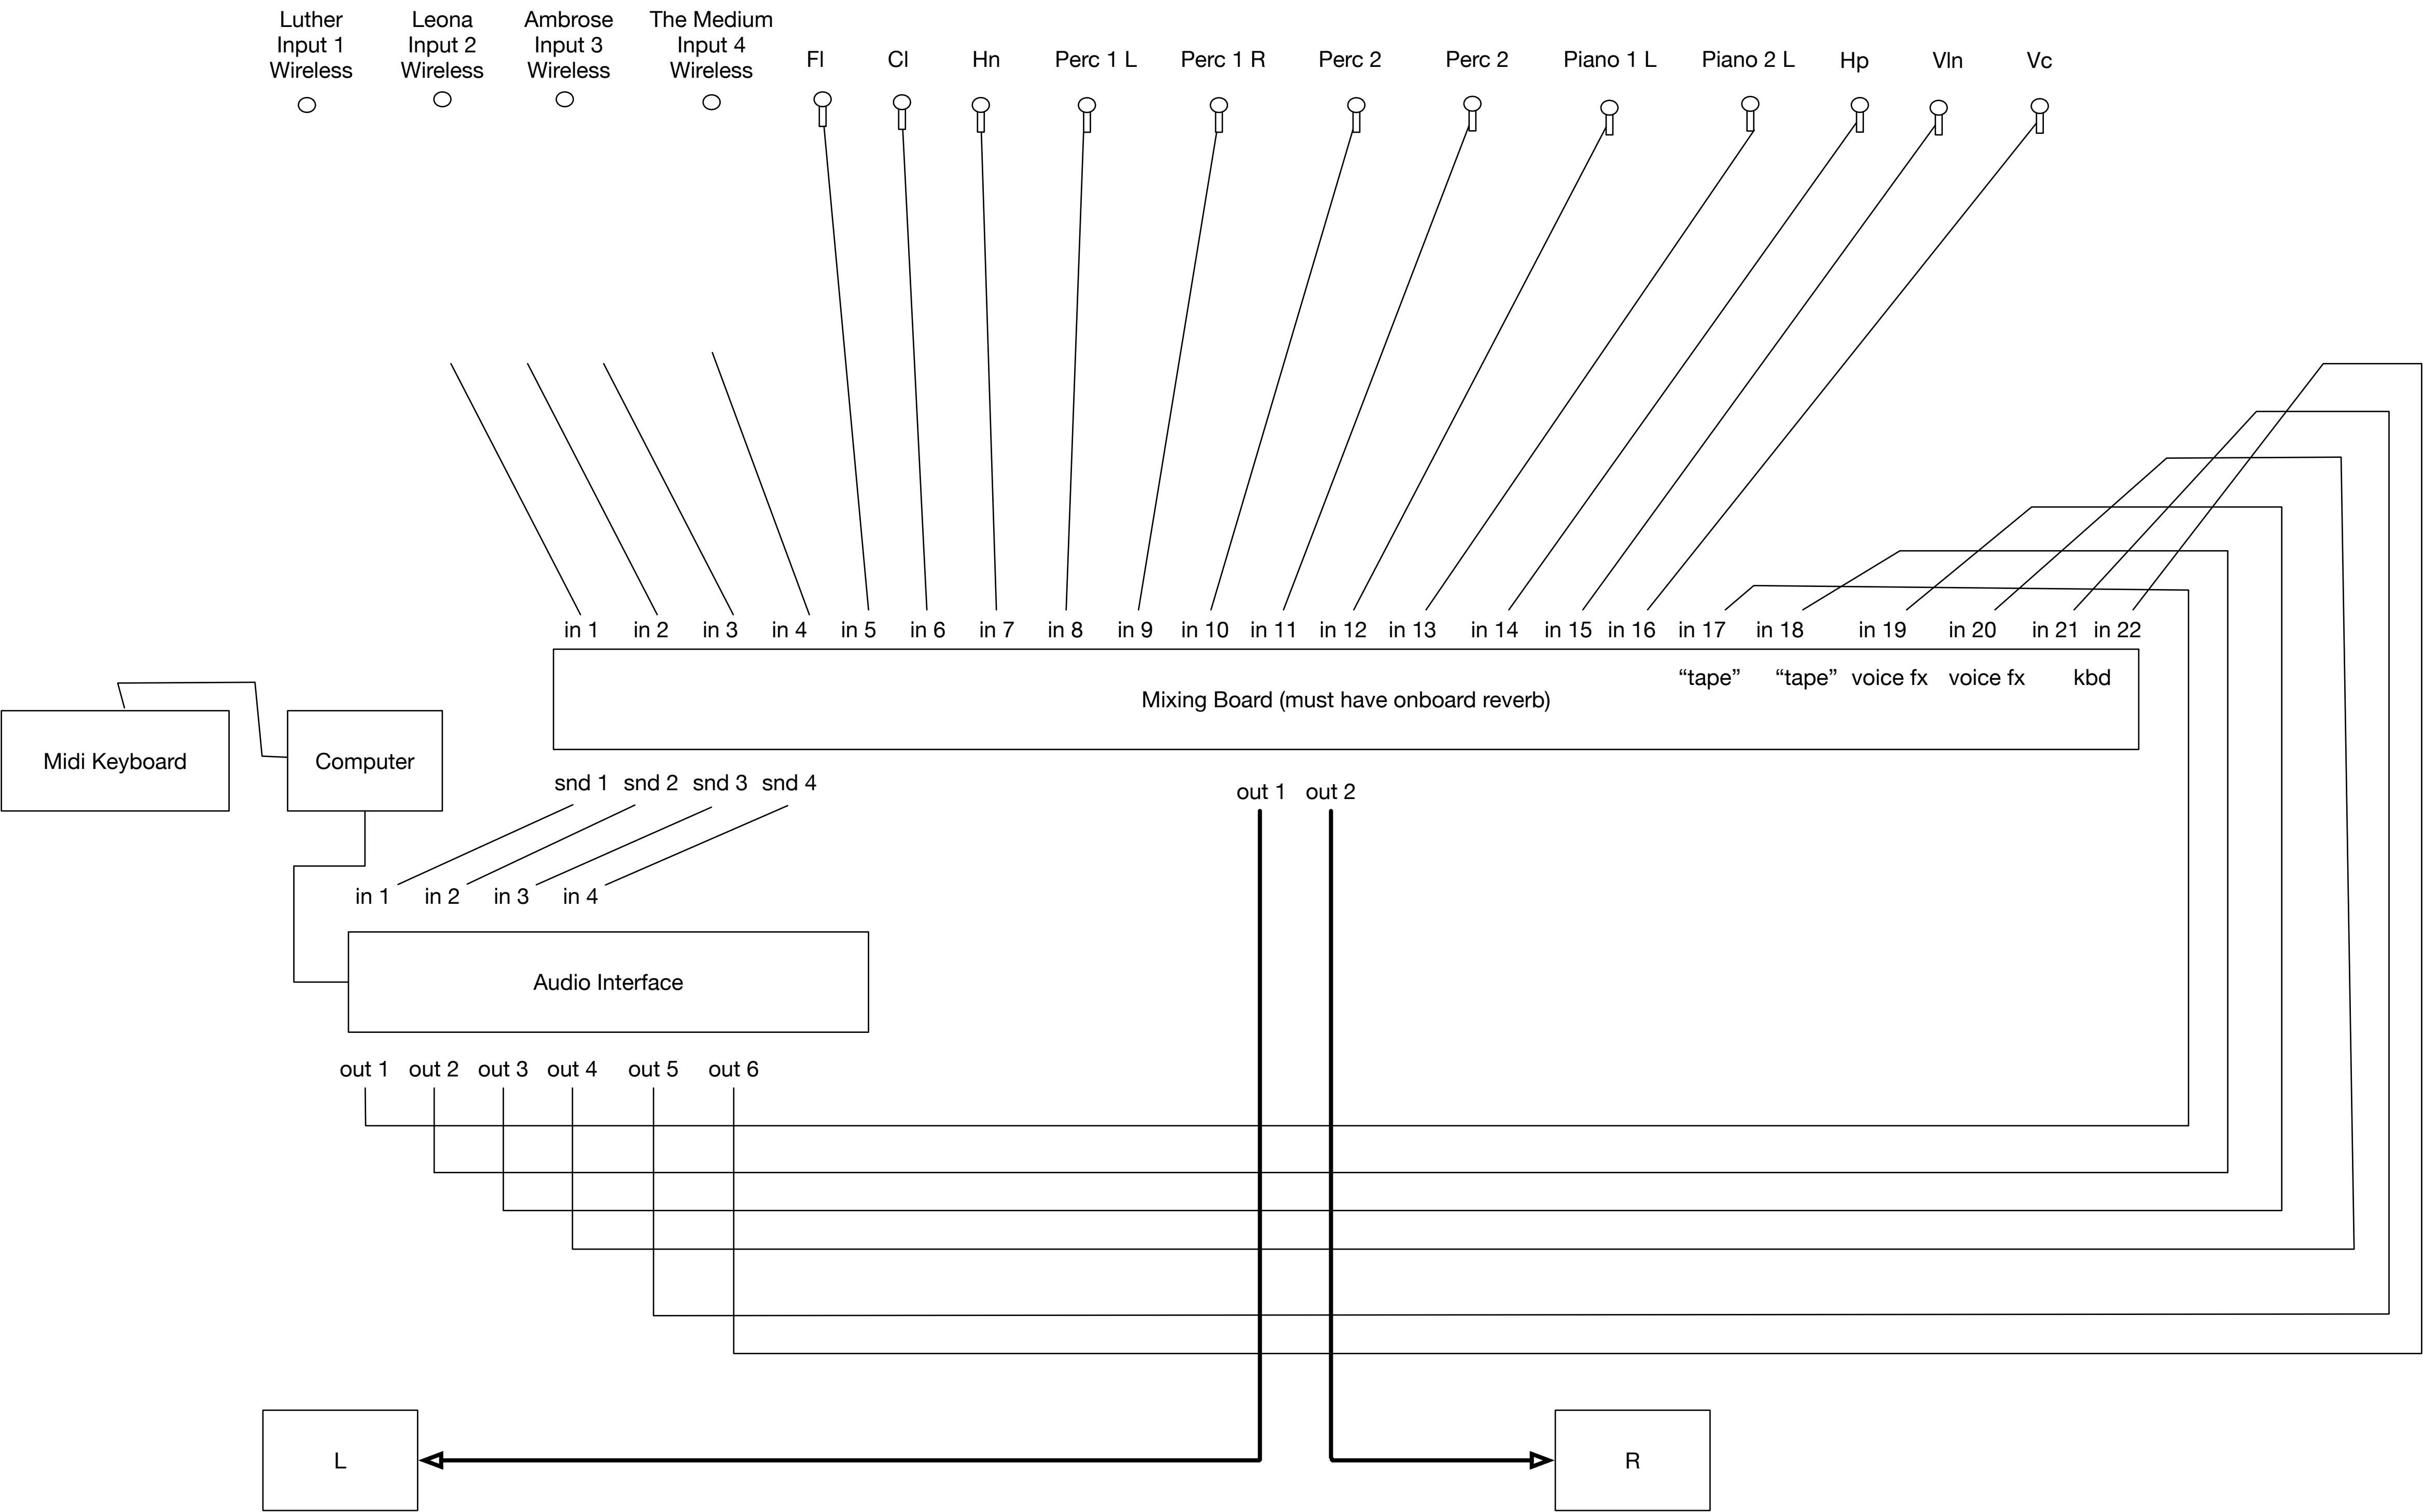 Luther
Input 1
Wireless
Leona
Input 2
Wireless
Ambrose
Input 3
Wireless
The Medium
Input 4
Wireless
Fl
Cl
Hn
Perc 1 L
Perc 1 R
Perc 2
Perc 2
Piano 1 L
Piano 2 L
Hp
Vln
Vc
in 1
in 2
in 3
in 4
in 5
in 6
in 7
in 8
in 9
in 10
in 11
in 12
in 13
in 14
in 15
in 16
in 17
in 18
in 19
in 20
in 21
in 22
“tape”
“tape”
voice fx
voice fx
kbd
Mixing Board (must have onboard reverb)
Midi Keyboard
Computer
snd 1
snd 2
snd 3
snd 4
out 1
out 2
in 1
in 2
in 3
in 4
Audio Interface
out 1
out 2
out 3
out 4
out 5
out 6
L
R